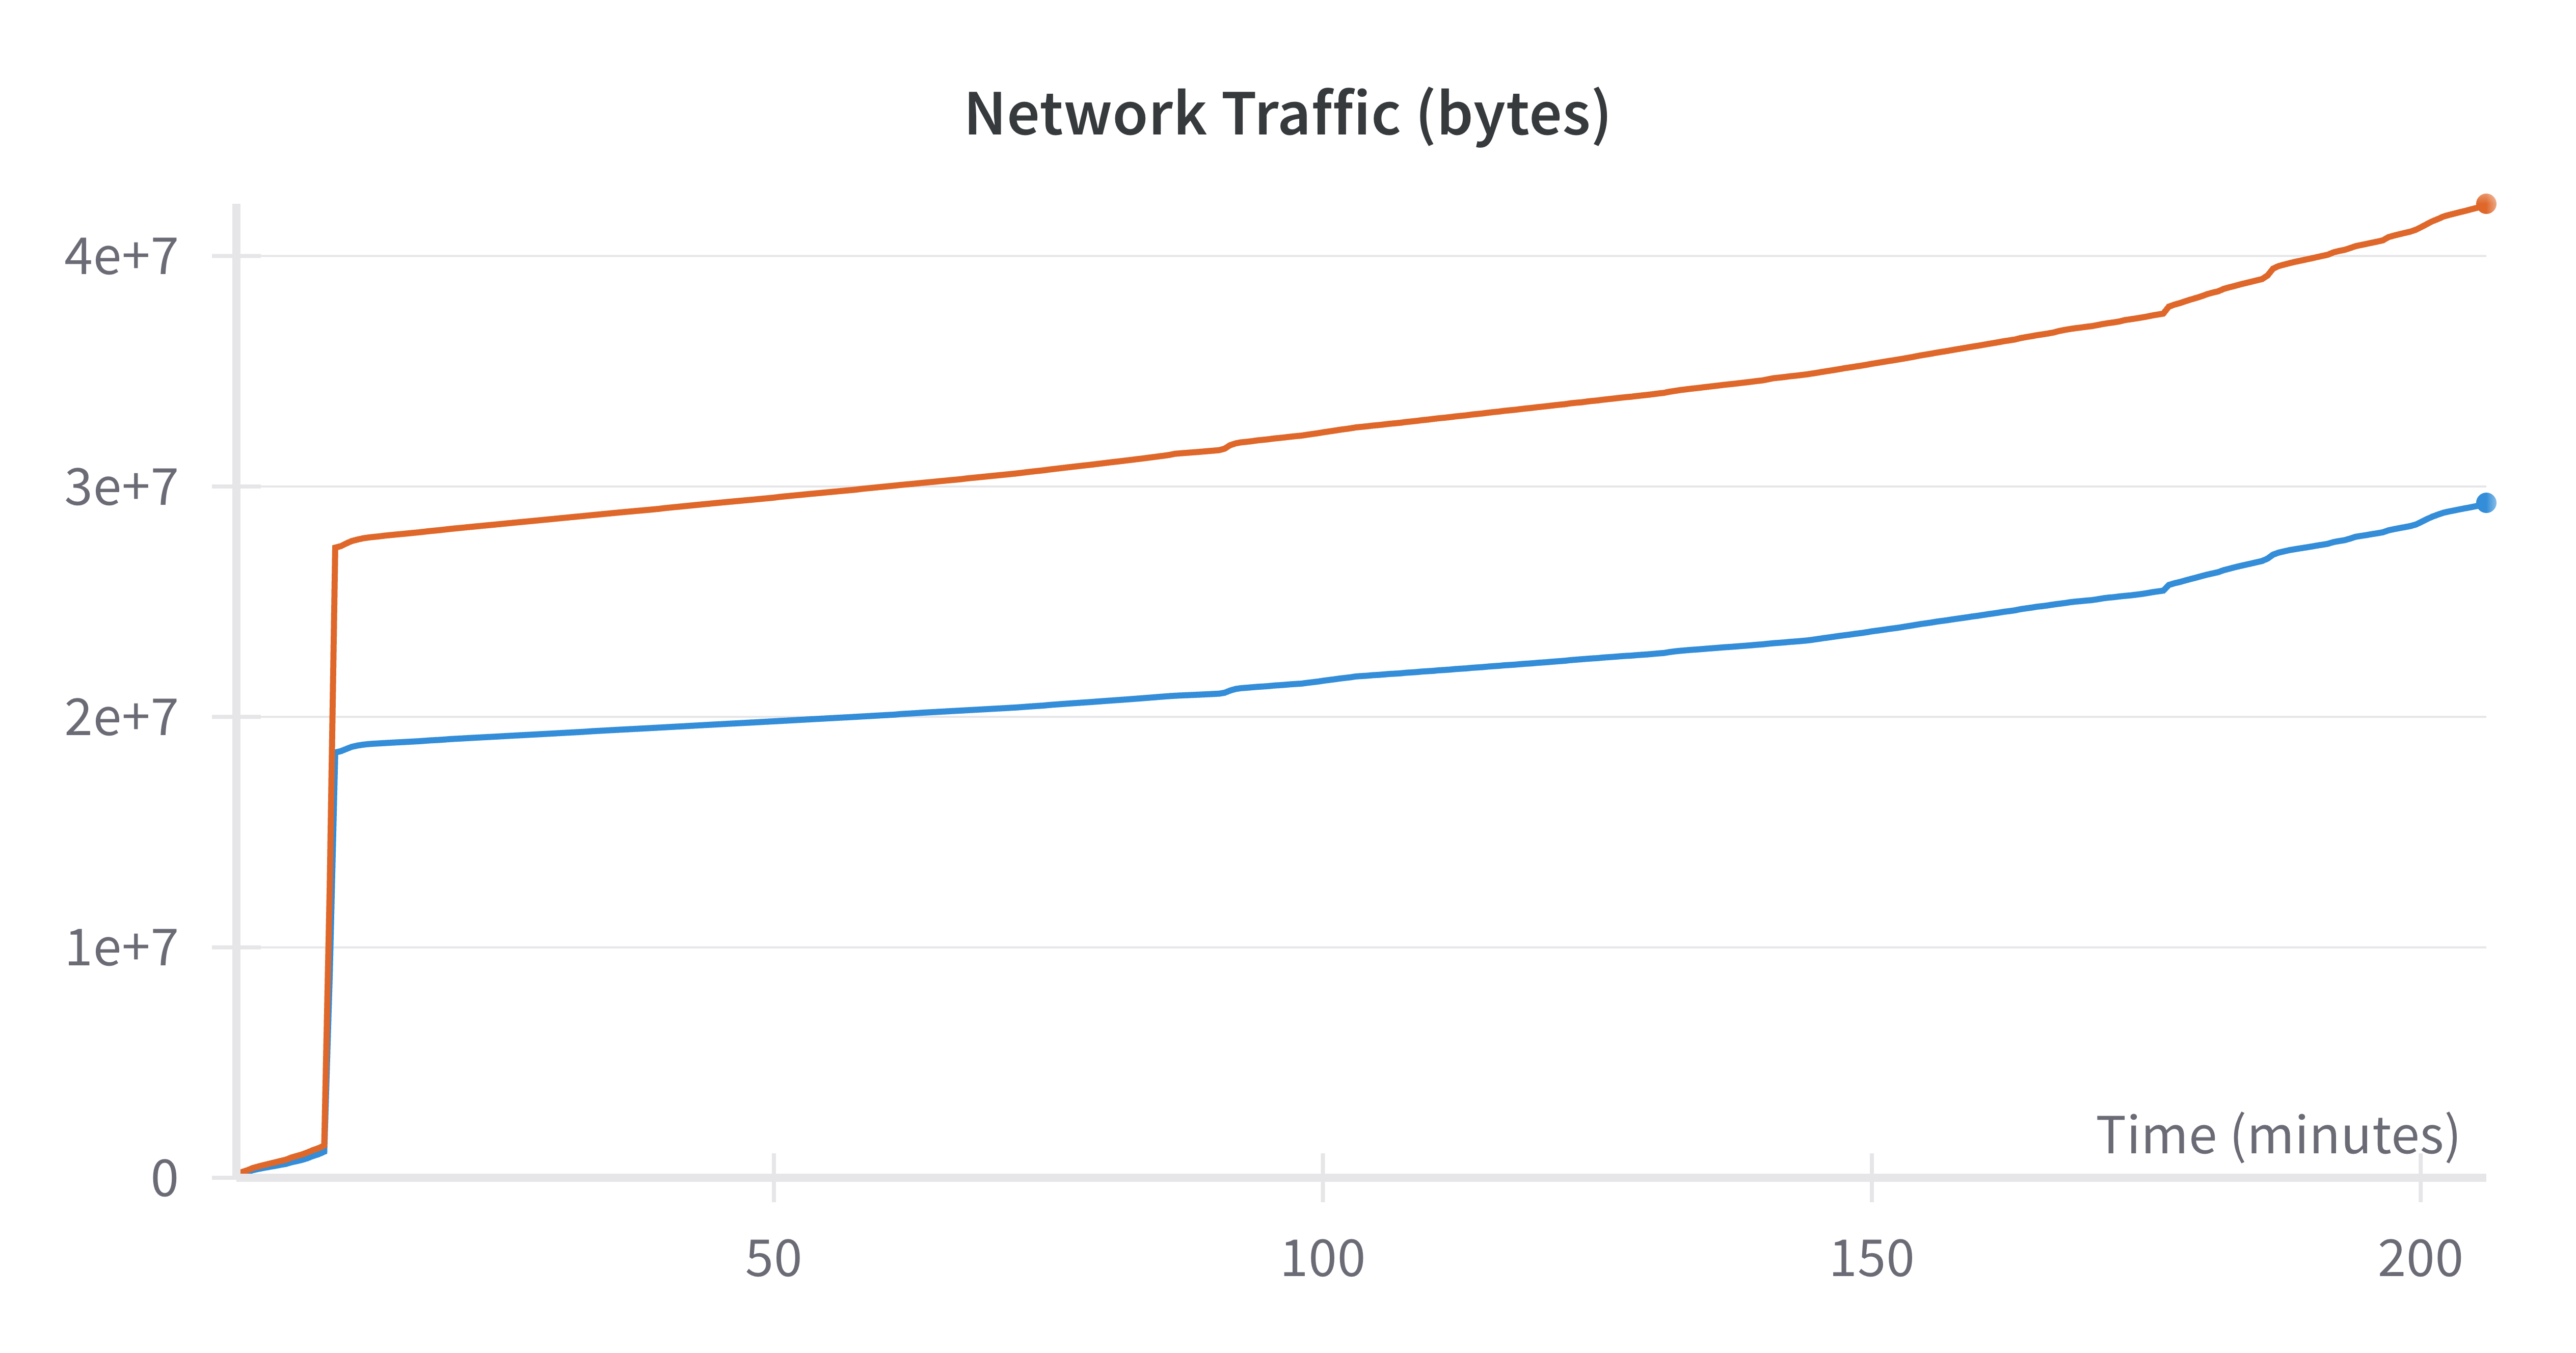 Network Traffic (bytes)
4e+7
3e+7
2e+7
1e+7
0
Time (minutes)
50 100 150 200